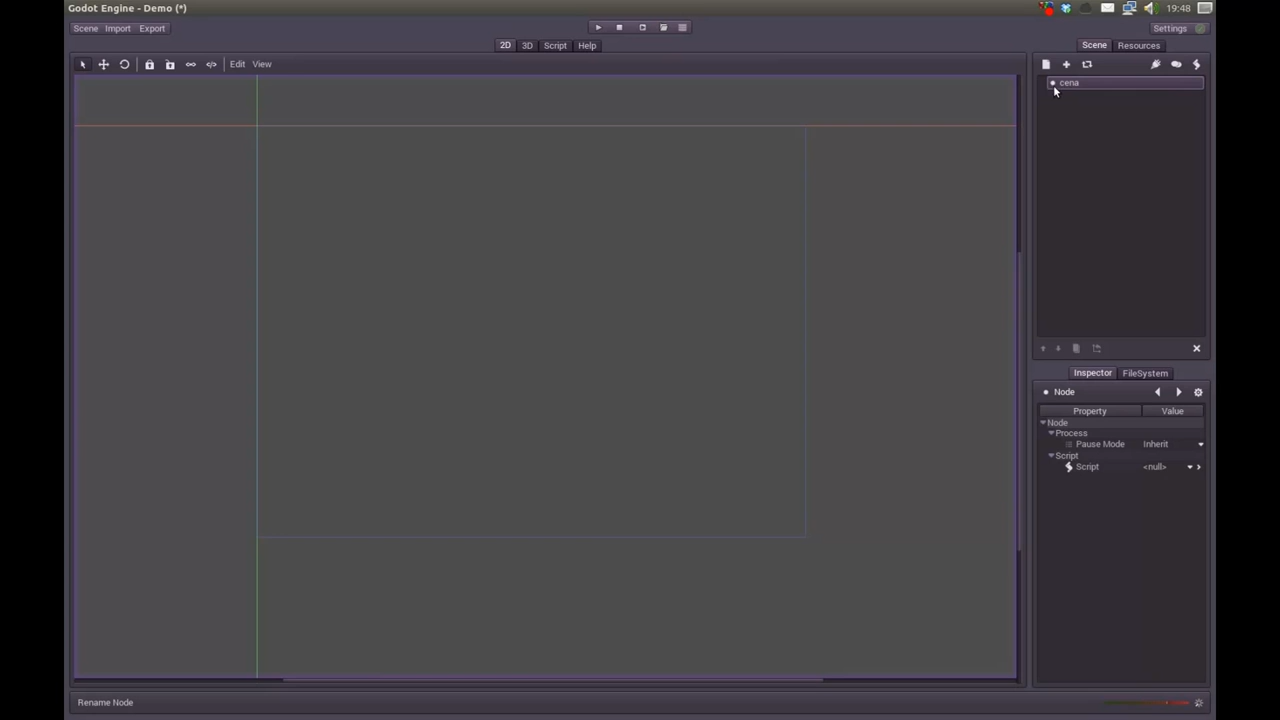 Godot Engine - Demo (*)
19:48
Scene Import Export
Settings
2D 3D Script Help
Scene Resources
Edit View
cena
Inspector FileSystem
Node
Property Value
Node
Process
Pause Mode Inherit
Script
Script <null>
Rename Node